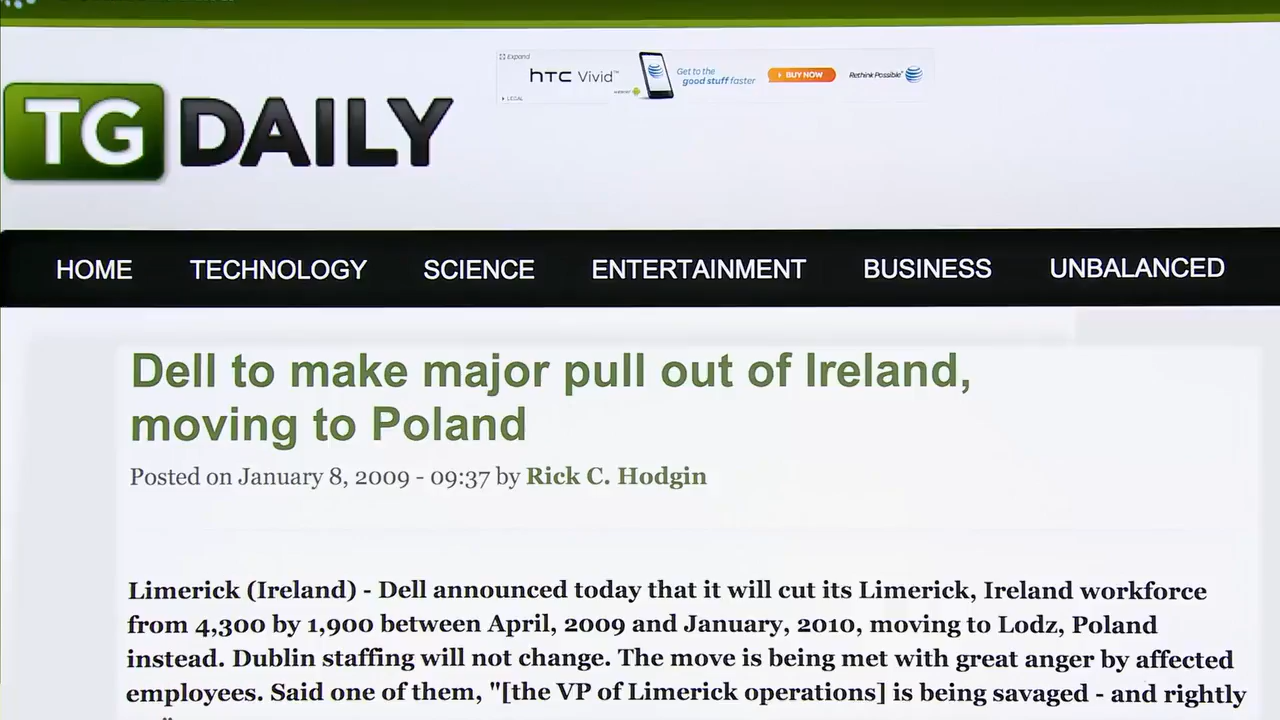 Expand
hTC Vivid™
Get to the
good stuff faster
BUY NOW
Rethink Possible
LEGAL
TG DAILY
HOME TECHNOLOGY SCIENCE ENTERTAINMENT BUSINESS UNBALANCED
Dell to make major pull out of Ireland,
moving to Poland
Posted on January 8, 2009 - 09:37 by Rick C. Hodgin
Limerick (Ireland) - Dell announced today that it will cut its Limerick, Ireland workforce
from 4,300 by 1,900 between April, 2009 and January, 2010, moving to Lodz, Poland
instead. Dublin staffing will not change. The move is being met with great anger by affected
employees. Said one of them, "[the VP of Limerick operations] is being savaged - and rightly